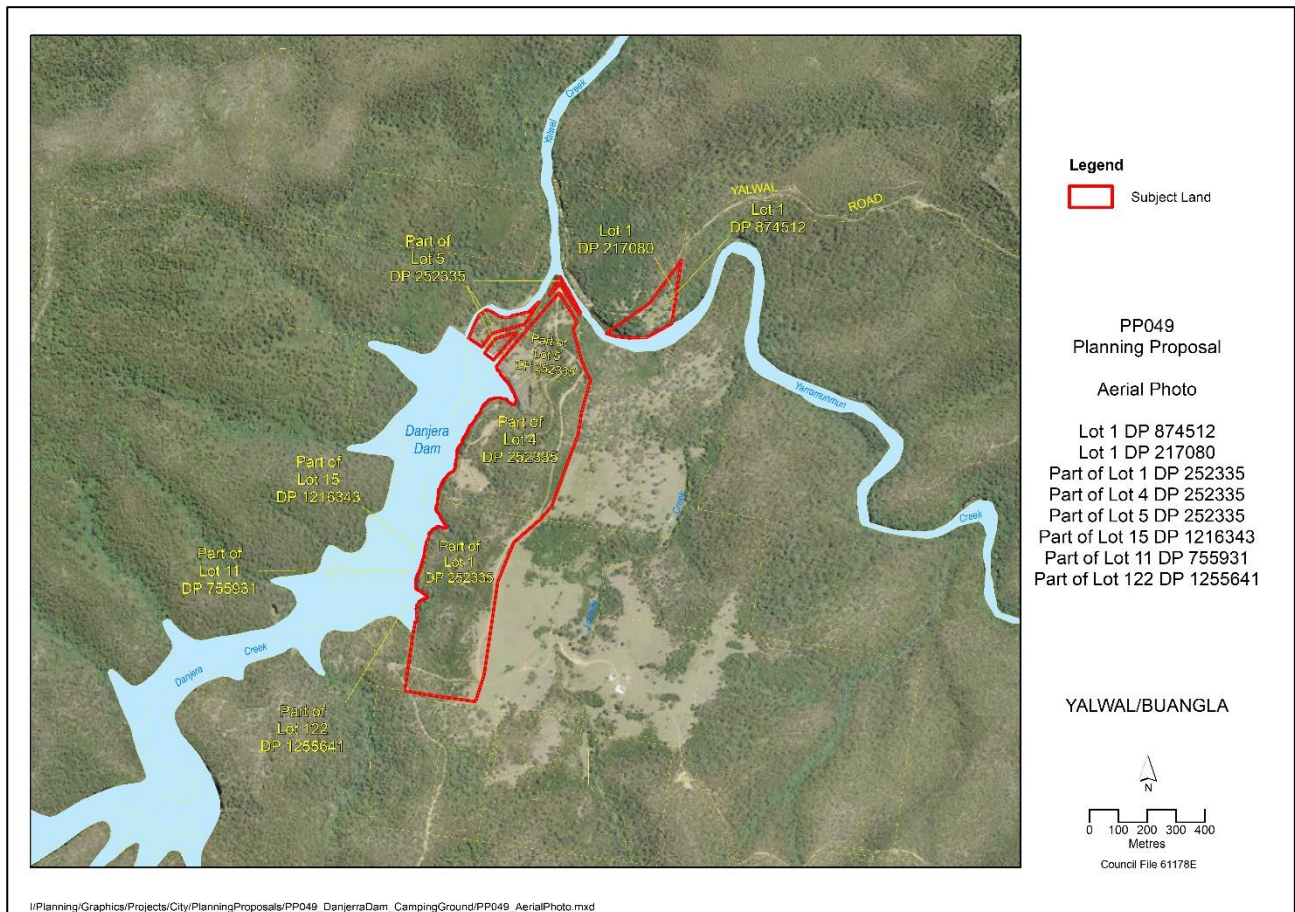 Yalwal
Creek
YALWAL
ROAD
Lot 1
DP 874512
Lot 1
DP 217080
Part of
Lot 5
DP 252335
Part of
Lot 5
DP 252335
Danjera
Dam
Part of
Lot 4
DP 252335
Yarramunmun
Creek
Part of
Lot 15
DP 1216343
Creek
Part of
Lot 11
DP 755931
Part of
Lot 1
DP 252335
Danjera
Creek
Part of
Lot 122
DP 1255641
Legend
Subject Land
PP049
Planning Proposal
Aerial Photo
Lot 1 DP 874512
Lot 1 DP 217080
Part of Lot 1 DP 252335
Part of Lot 4 DP 252335
Part of Lot 5 DP 252335
Part of Lot 15 DP 1216343
Part of Lot 11 DP 755931
Part of Lot 122 DP 1255641
YALWAL/BUANGLA
N
0 100 200 300 400
Metres
Council File 61178E
I/Planning/Graphics/Projects/City/PlanningProposals/PP049_DanjerraDam_CampingGround/PP049_AerialPhoto.mxd